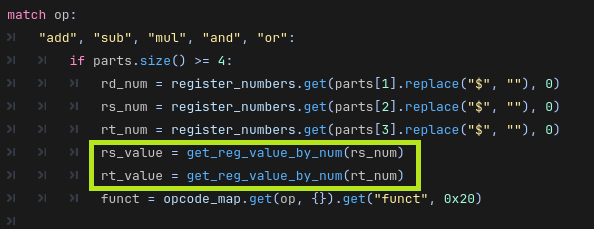 match op:
"add", "sub", "mul", "and", "or":
if parts.size() >= 4:
rd_num = register_numbers.get(parts[1].replace("$", ""), 0)
rs_num = register_numbers.get(parts[2].replace("$", ""), 0)
rt_num = register_numbers.get(parts[3].replace("$", ""), 0)
rs_value = get_reg_value_by_num(rs_num)
rt_value = get_reg_value_by_num(rt_num)
funct = opcode_map.get(op, {}).get("funct", 0x20)